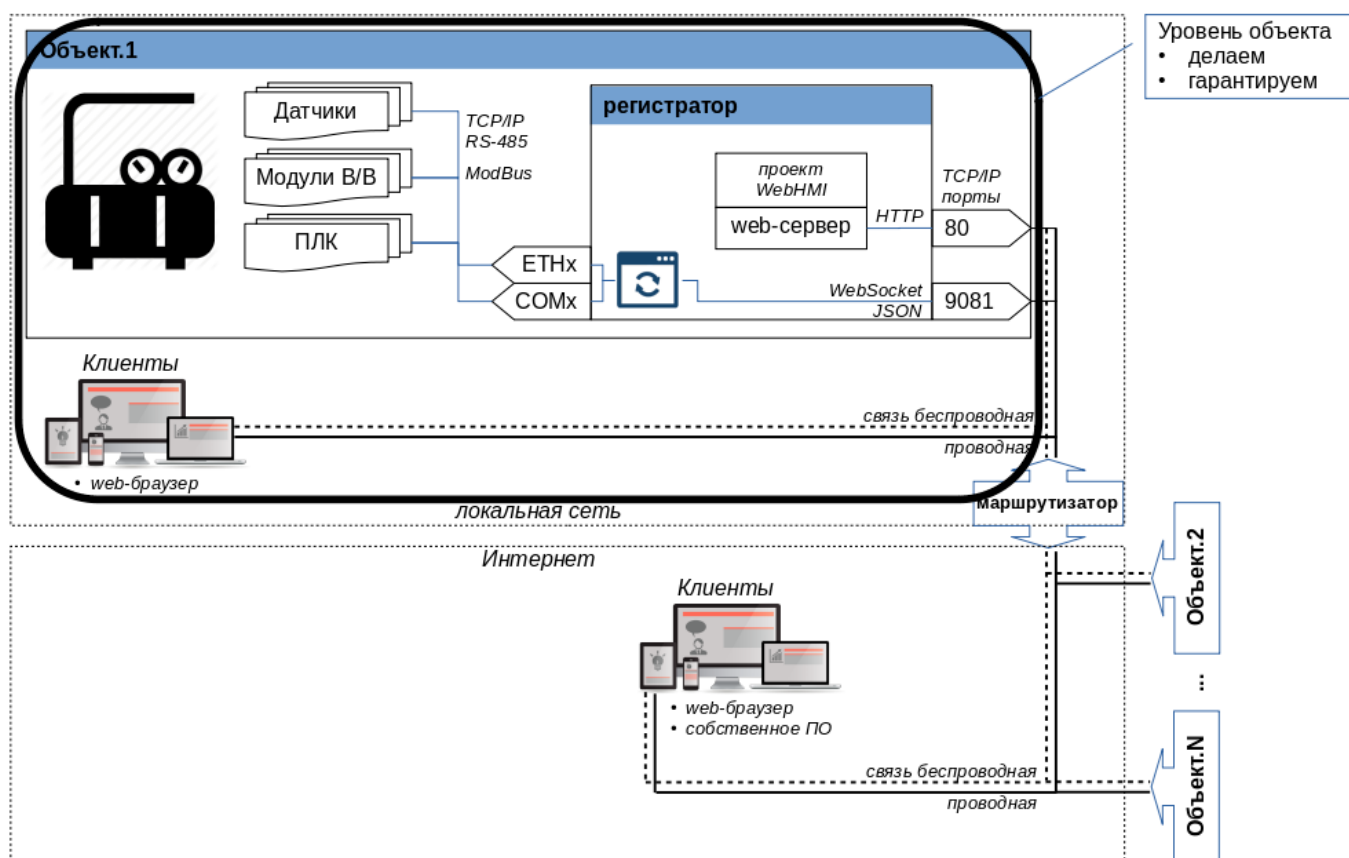 Уровень объекта
• делаем
• гарантируем
Объект.1
Датчики
Модули В/В
ПЛК
TCP/IP
RS-485
ModBus
ETHx
COMx
регистратор
проект
WebHMI
web-сервер
HTTP
TCP/IP
порты
80
WebSocket
JSON
9081
Клиенты
• web-браузер
связь беспроводная
проводная
маршрутизатор
локальная сеть
Интернет
Клиенты
• web-браузер
• собственное ПО
связь беспроводная
проводная
Объект.2
...
Объект.N